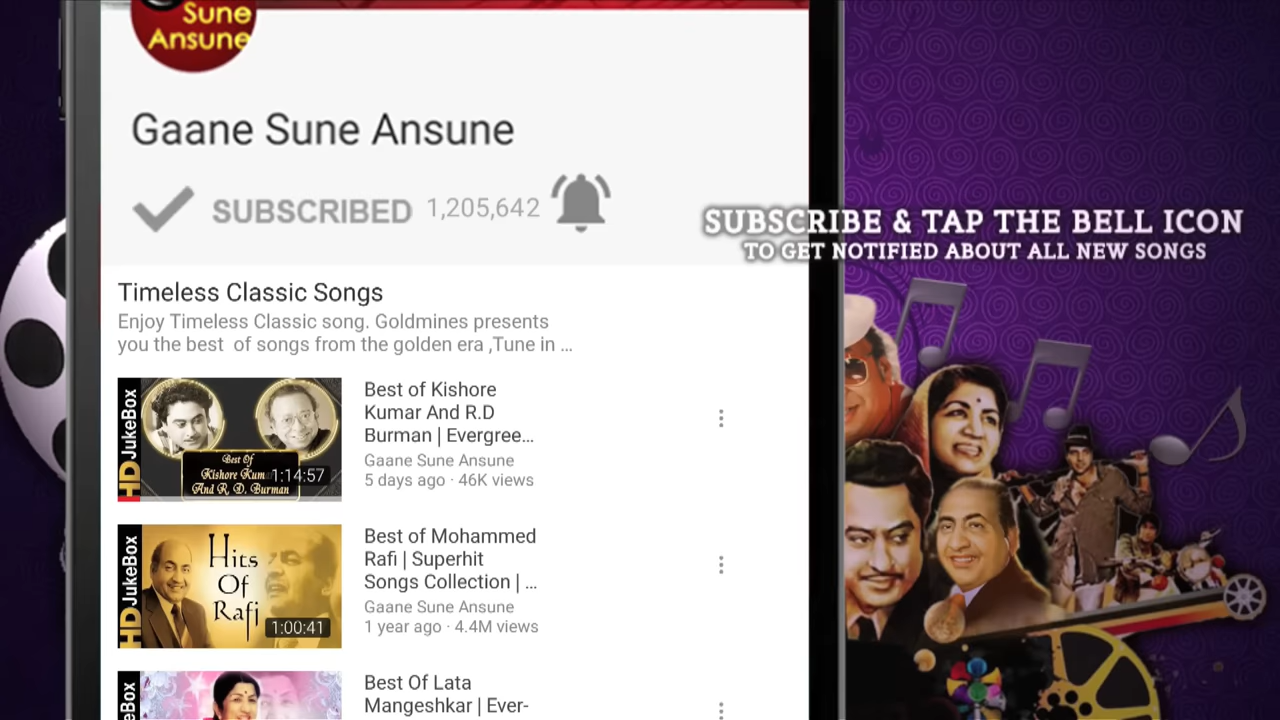 Sune
Ansune
Gaane Sune Ansune
SUBSCRIBED 1,205,642
SUBSCRIBE & TAP THE BELL ICON
TO GET NOTIFIED ABOUT ALL NEW SONGS
Timeless Classic Songs
Enjoy Timeless Classic song. Goldmines presents
you the best of songs from the golden era ,Tune in ...
HD JukeBox
Best Of
Kishore Kum
And R. D. Burman
1:14:57
Best of Kishore
Kumar And R.D
Burman | Evergree...
Gaane Sune Ansune
5 days ago · 46K views
HD JukeBox
Hits
Of
Rafi
1:00:41
Best of Mohammed
Rafi | Superhit
Songs Collection | ...
Gaane Sune Ansune
1 year ago · 4.4M views
eBox
Best Of Lata
Mangeshkar | Ever-